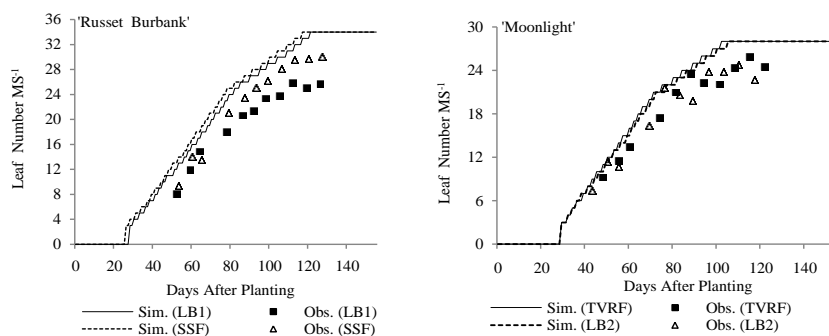 'Russet Burbank'
36
32
28
24
20
16
12
8
4
0
Leaf Number MS⁻¹
0 20 40 60 80 100 120 140
Days After Planting
Sim. (LB1) Obs. (LB1)
Sim. (SSF) Obs. (SSF)
'Moonlight'
30
24
18
12
6
0
Leaf Number MS⁻¹
0 20 40 60 80 100 120 140
Days After Planting
Sim. (TVRF) Obs. (TVRF)
Sim. (LB2) Obs. (LB2)